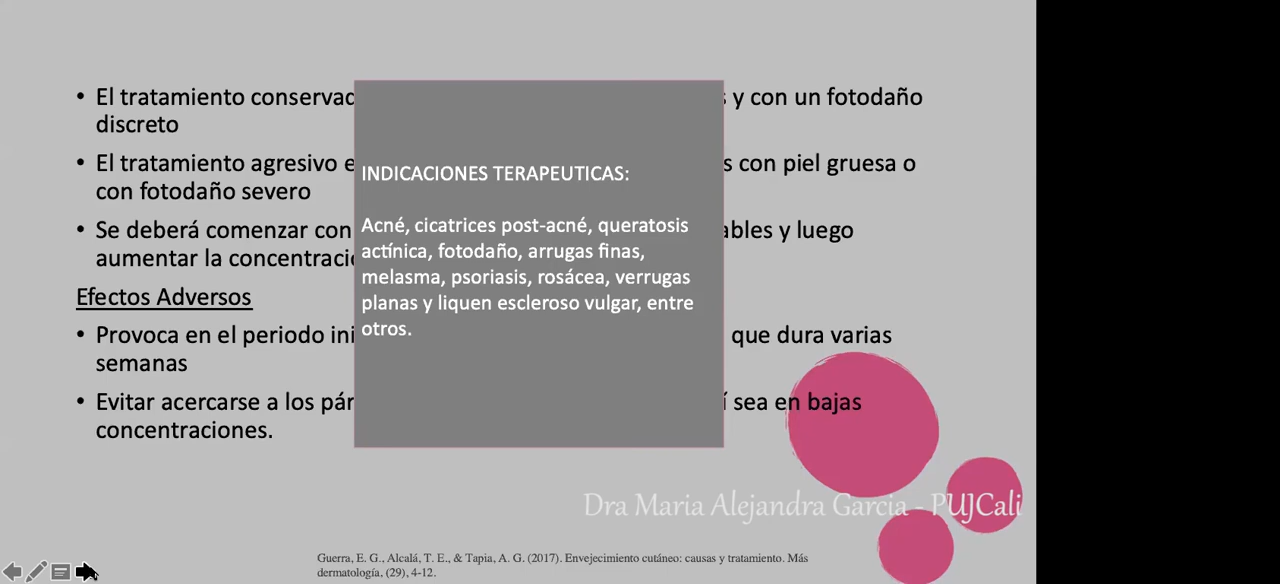 • El tratamiento conservad
s y con un fotodaño
discreto
• El tratamiento agresivo e
s con piel gruesa o
con fotodaño severo
• Se deberá comenzar con
ables y luego
aumentar la concentració
Efectos Adversos
• Provoca en el periodo ini
que dura varias
semanas
• Evitar acercarse a los pár
í sea en bajas
concentraciones.
INDICACIONES TERAPEUTICAS:
Acné, cicatrices post-acné, queratosis
actínica, fotodaño, arrugas finas,
melasma, psoriasis, rosácea, verrugas
planas y liquen escleroso vulgar, entre
otros.
Dra Maria Alejandra Garcia - PUJCali
Guerra, E. G., Alcalá, T. E., & Tapia, A. G. (2017). Envejecimiento cutáneo: causas y tratamiento. Más
dermatología, (29), 4-12.